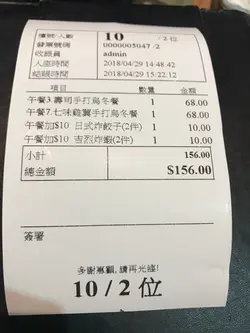 檯號/人數 10 /2 位
發票號碼 0000005047 /2
收銀員 admin
入座時間 2018/04/29 14:48:42
結賬時間 2018/04/29 15:22:12
項目 數量 金額
午餐3.壽司手打烏冬餐 1 68.00
午餐7.七味雞翼手打烏冬餐 1 68.00
午餐加$10 日式炸餃子(2件) 1 10.00
午餐加$10 吉烈炸蝦(2件) 1 10.00
小計 156.00
總金額 $156.00
簽署
多謝惠顧,請再光臨!
10 / 2 位